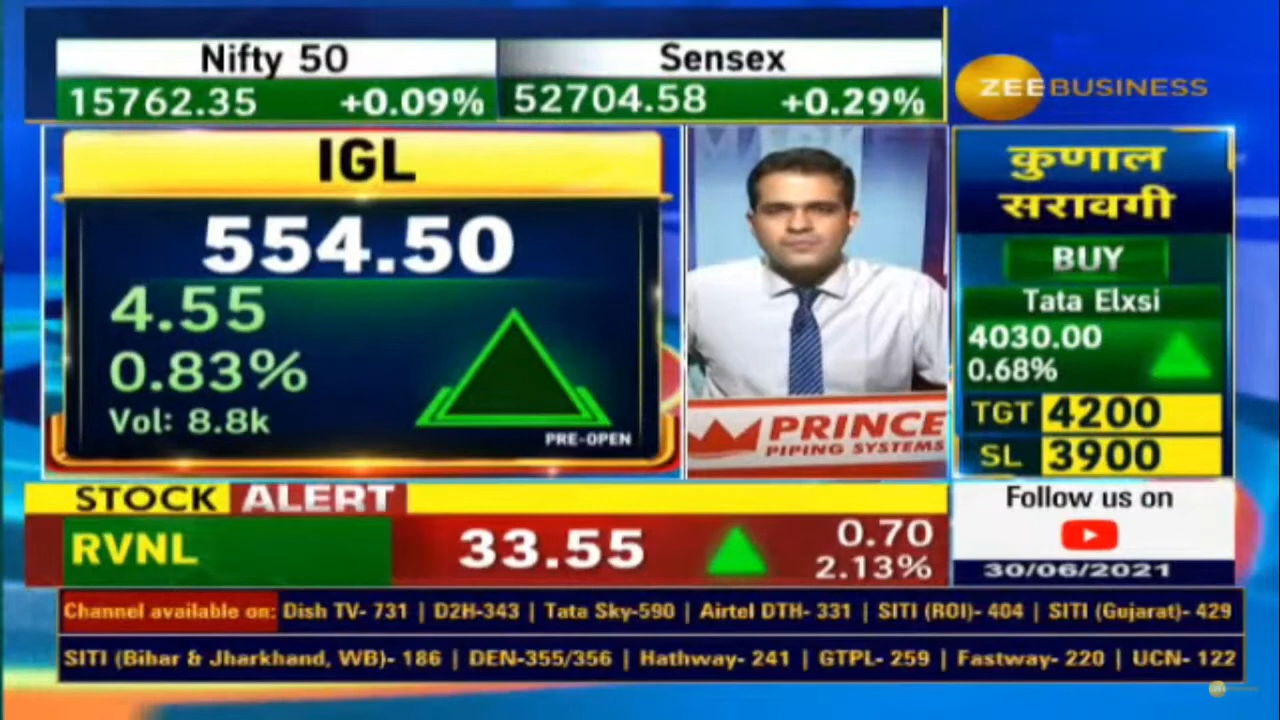 Nifty 50
15762.35 +0.09%
Sensex
52704.58 +0.29%
ZEEBUSINESS
IGL
554.50
4.55
0.83%
Vol: 8.8k
PRE-OPEN
PRINCE
PIPING SYSTEMS
कुणाल
सरावगी
BUY
Tata Elxsi
4030.00
0.68%
TGT 4200
SL 3900
STOCK ALERT
RVNL 33.55 0.70
2.13%
Follow us on
30/06/2021
Channel available on: Dish TV- 731 | D2H-343 | Tata Sky-590 | Airtel DTH- 331 | SITI (ROI)- 404 | SITI (Gujarat)- 429
SITI (Bihar & Jharkhand, WB)- 186 | DEN-355/356 | Hathway- 241 | GTPL- 259 | Fastway- 220 | UCN- 122